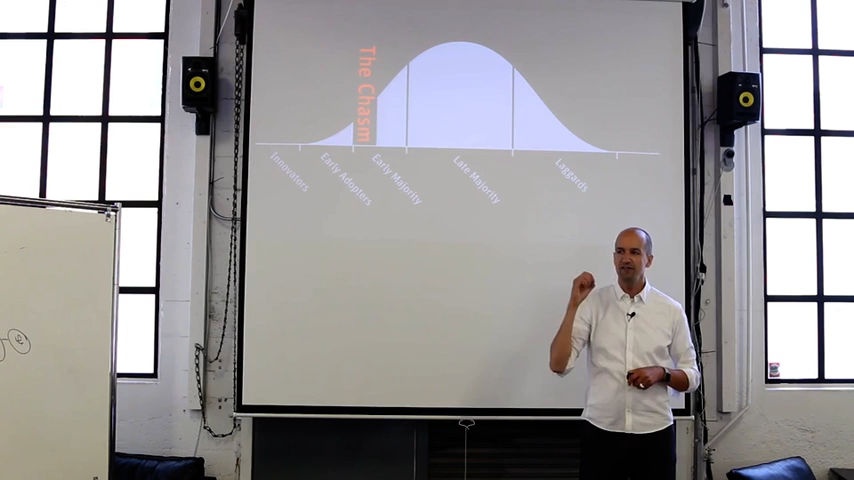 The Chasm
Innovators
Early Adopters
Early Majority
Late Majority
Laggards